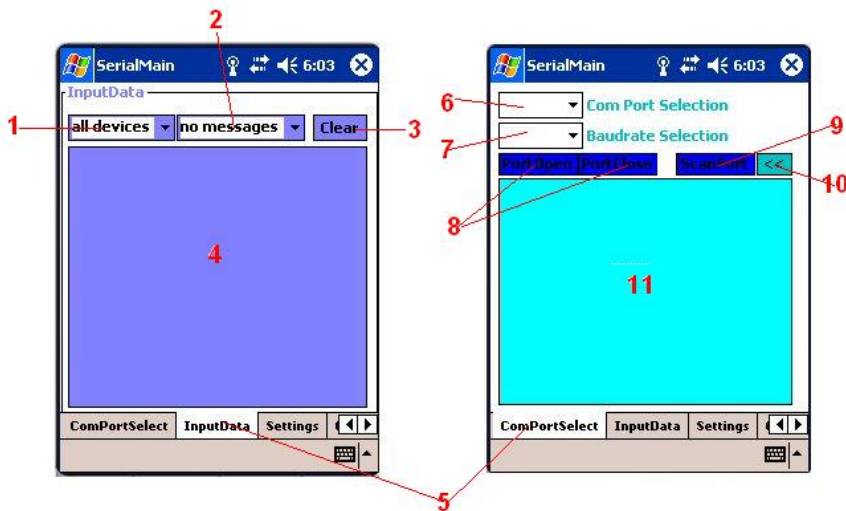 2
SerialMain 6:03
InputData
1 all devices no messages Clear 3
4
ComPortSelect InputData Settings
SerialMain 6:03
6 Com Port Selection
7 Baudrate Selection
9
PortOpen PortClose ScanPort <<
10
8
11
ComPortSelect InputData Settings
5